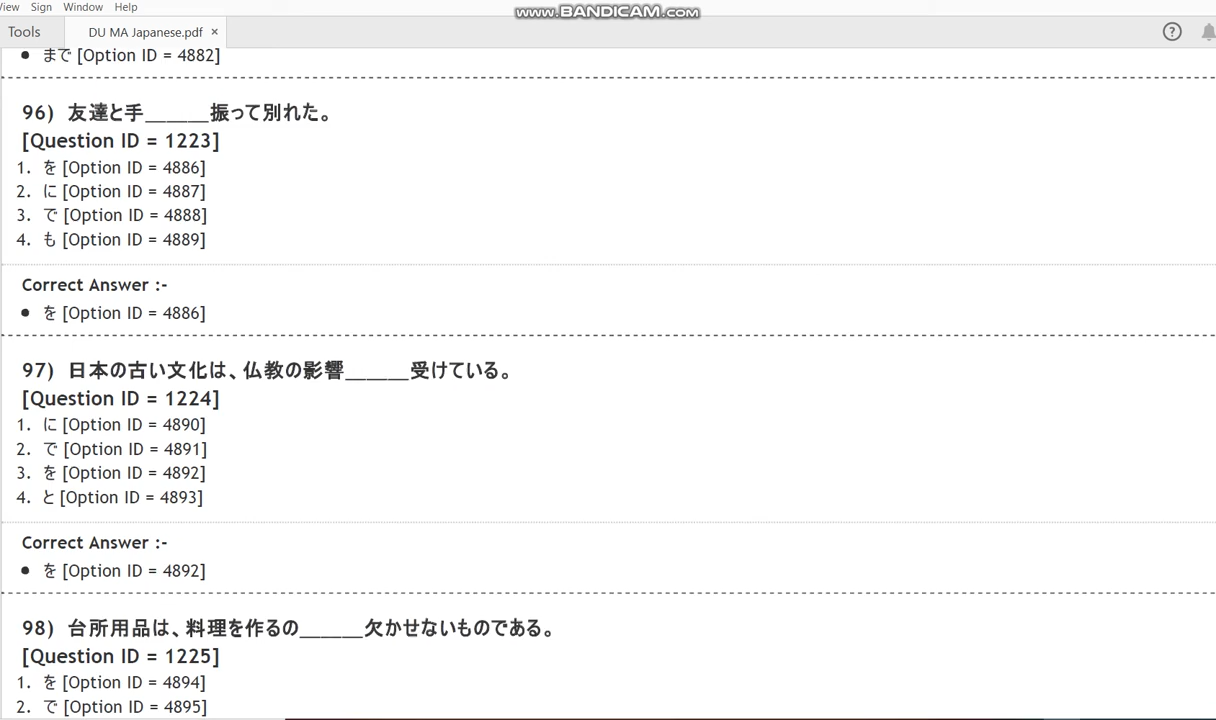 View Sign Window Help
www.BANDICAM.com
Tools DU MA Japanese.pdf ×
• まで [Option ID = 4882]
96) 友達と手______振って別れた。
[Question ID = 1223]
1. を [Option ID = 4886]
2. に [Option ID = 4887]
3. で [Option ID = 4888]
4. も [Option ID = 4889]
Correct Answer :-
• を [Option ID = 4886]
97) 日本の古い文化は、仏教の影響______受けている。
[Question ID = 1224]
1. に [Option ID = 4890]
2. で [Option ID = 4891]
3. を [Option ID = 4892]
4. と [Option ID = 4893]
Correct Answer :-
• を [Option ID = 4892]
98) 台所用品は、料理を作るの______欠かせないものである。
[Question ID = 1225]
1. を [Option ID = 4894]
2. で [Option ID = 4895]